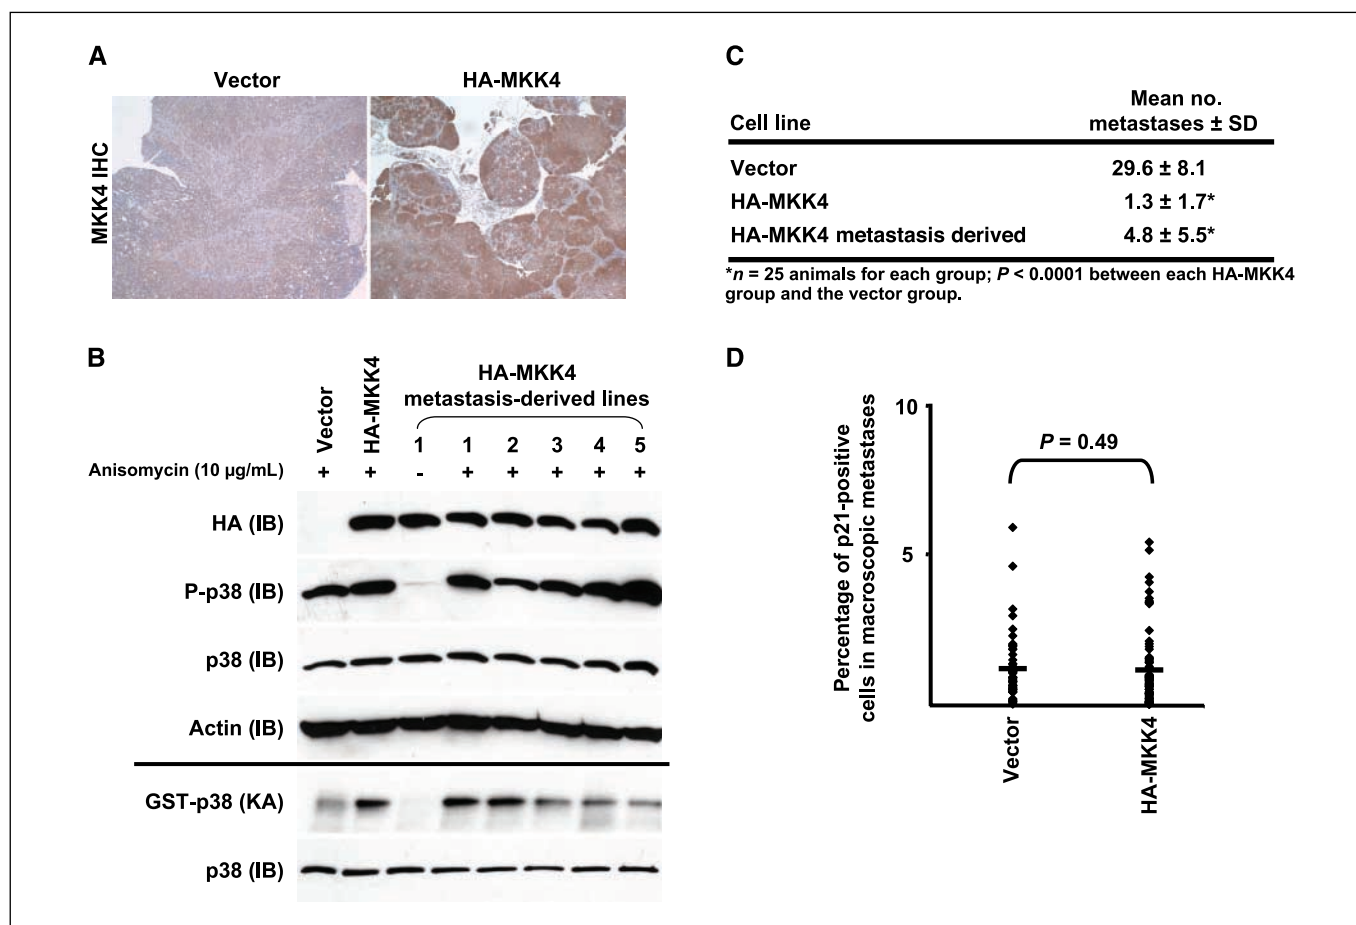 A
Vector HA-MKK4
MKK4 IHC
B
Vector
HA-MKK4
HA-MKK4
metastasis-derived lines
1 1 2 3 4 5
Anisomycin (10 µg/mL) + + - + + + + +
HA (IB)
P-p38 (IB)
p38 (IB)
Actin (IB)
GST-p38 (KA)
p38 (IB)
C
Mean no.
Cell line metastases ± SD
Vector 29.6 ± 8.1
HA-MKK4 1.3 ± 1.7*
HA-MKK4 metastasis derived 4.8 ± 5.5*
*n = 25 animals for each group; P < 0.0001 between each HA-MKK4
group and the vector group.
D
Percentage of p21-positive
cells in macroscopic metastases
10
5
P = 0.49
Vector
HA-MKK4